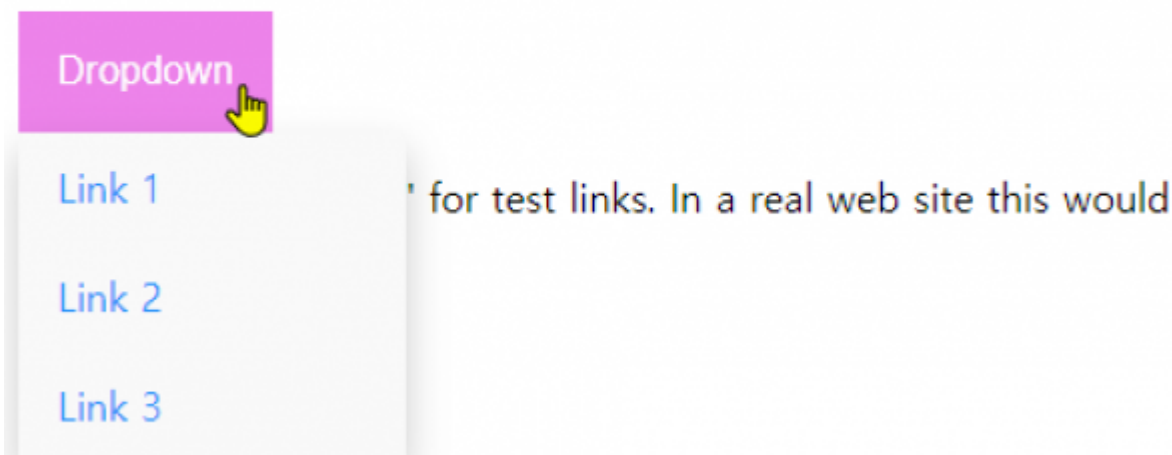 Dropdown
Link 1
' for test links. In a real web site this would
Link 2
Link 3